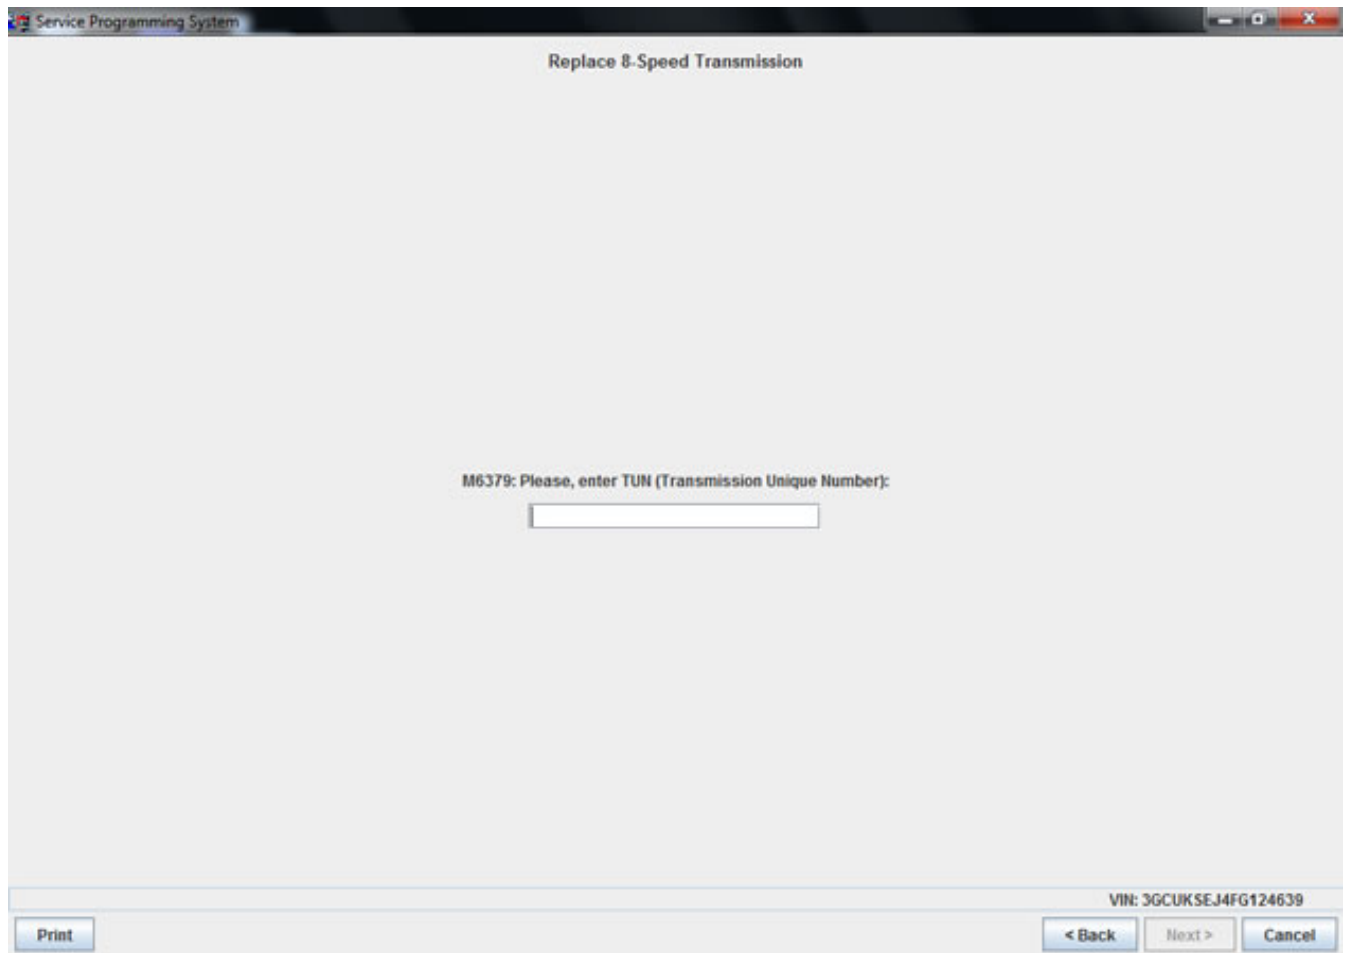 Service Programming System
Replace 8-Speed Transmission
M6379: Please, enter TUN (Transmission Unique Number):
VIN: 3GCUKSEJ4FG124639
Print
< Back
Next >
Cancel